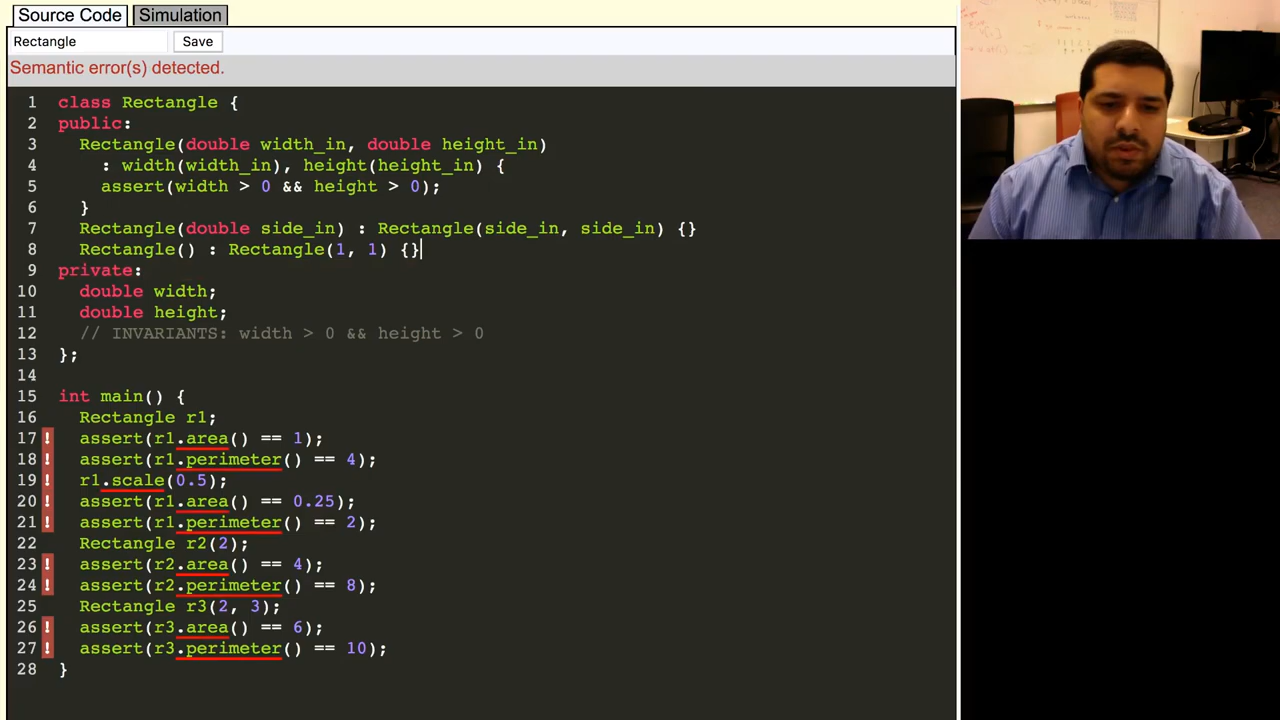 Source Code Simulation
Rectangle Save
Semantic error(s) detected.
1 class Rectangle {
2 public:
3 Rectangle(double width_in, double height_in)
4 : width(width_in), height(height_in) {
5 assert(width > 0 && height > 0);
6 }
7 Rectangle(double side_in) : Rectangle(side_in, side_in) {}
8 Rectangle() : Rectangle(1, 1) {}
9 private:
10 double width;
11 double height;
12 // INVARIANTS: width > 0 && height > 0
13 };
14
15 int main() {
16 Rectangle r1;
17 ! assert(r1.area() == 1);
18 ! assert(r1.perimeter() == 4);
19 ! r1.scale(0.5);
20 ! assert(r1.area() == 0.25);
21 ! assert(r1.perimeter() == 2);
22 Rectangle r2(2);
23 ! assert(r2.area() == 4);
24 ! assert(r2.perimeter() == 8);
25 Rectangle r3(2, 3);
26 ! assert(r3.area() == 6);
27 ! assert(r3.perimeter() == 10);
28 }